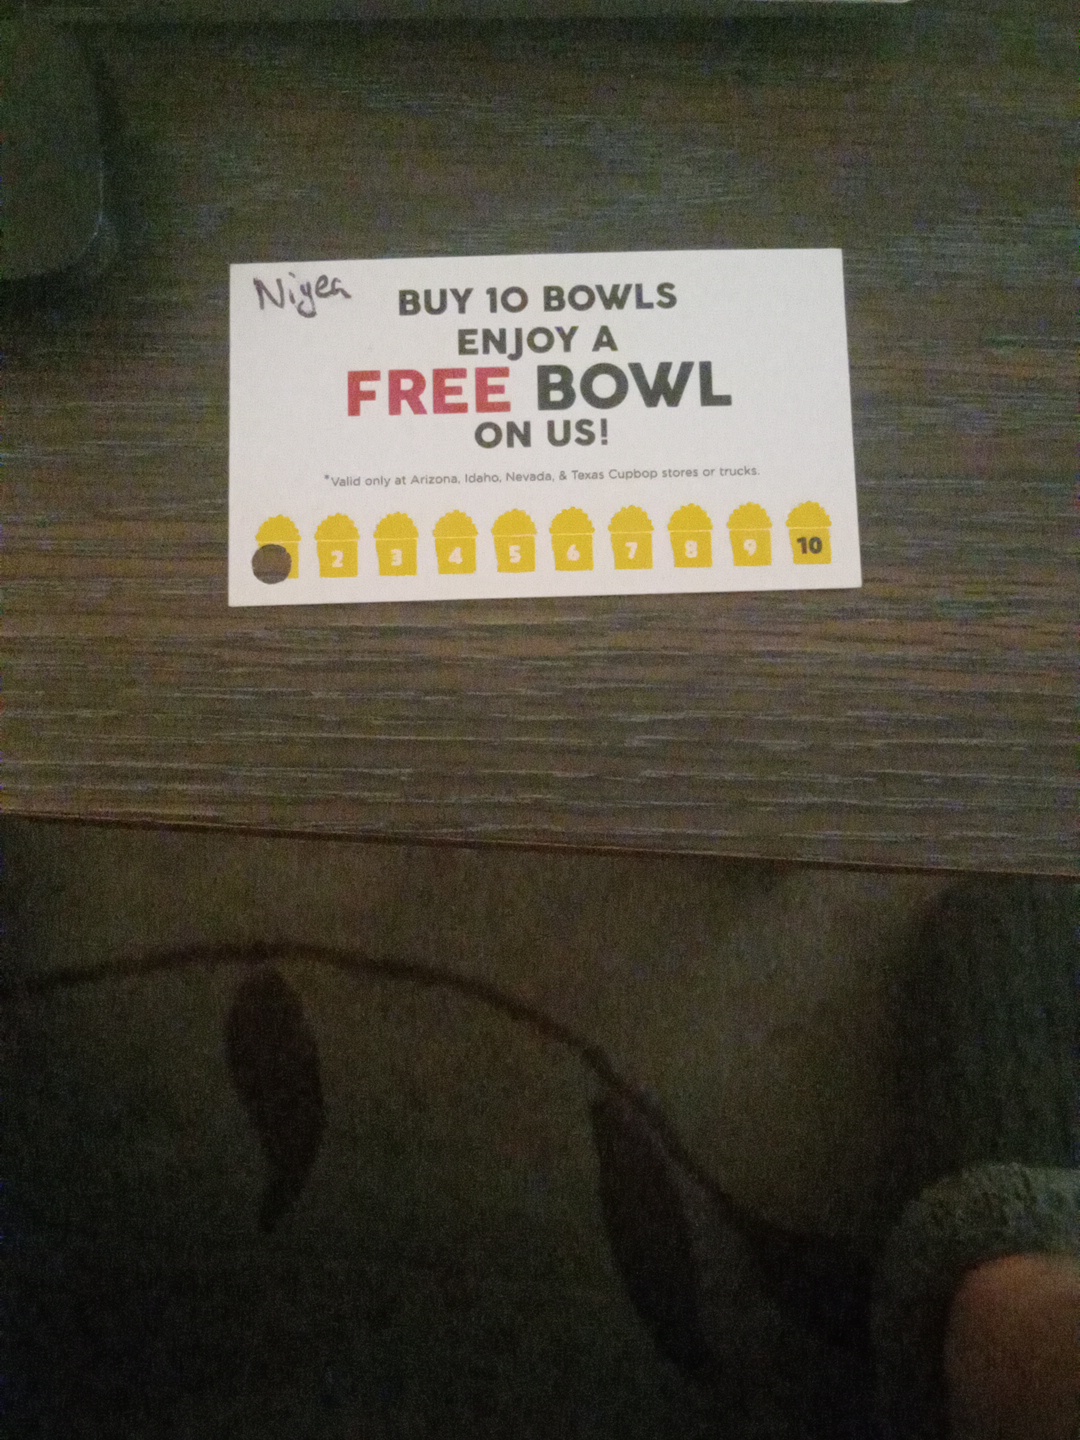 Niyea
BUY 10 BOWLS
ENJOY A
FREE BOWL
ON US!
*Valid only at Arizona, Idaho, Nevada, & Texas Cupbop stores or trucks.
2 3 4 5 6 7 8 9 10